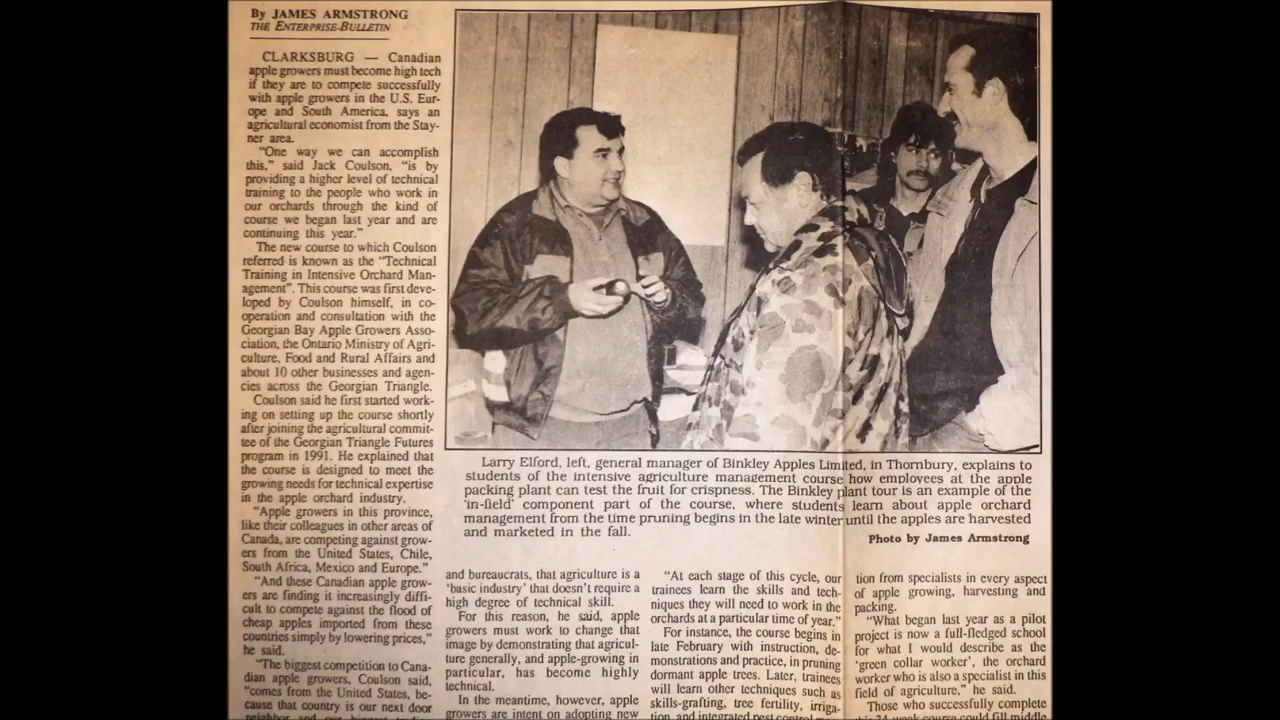 By JAMES ARMSTRONG
THE ENTERPRISE-BULLETIN
CLARKSBURG — Canadian
apple growers must become high tech
if they are to compete successfully
with apple growers in the U.S. Eur-
ope and South America, says an
agricultural economist from the Stay-
ner area.
"One way we can accomplish
this," said Jack Coulson, "is by
providing a higher level of technical
training to the people who work in
our orchards through the kind of
course we began last year and are
continuing this year."
The new course to which Coulson
referred is known as the "Technical
Training in Intensive Orchard Man-
agement". This course was first deve-
loped by Coulson himself, in co-
operation and consultation with the
Georgian Bay Apple Growers Asso-
ciation, the Ontario Ministry of Agri-
culture, Food and Rural Affairs and
about 10 other businesses and agen-
cies across the Georgian Triangle.
Coulson said he first started work-
ing on setting up the course shortly
after joining the agricultural commit-
tee of the Georgian Triangle Futures
program in 1991. He explained that
the course is designed to meet the
growing needs for technical expertise
in the apple orchard industry.
"Apple growers in this province,
like their colleagues in other areas of
Canada, are competing against grow-
ers from the United States, Chile,
South Africa, Mexico and Europe."
"And these Canadian apple grow-
ers are finding it increasingly diffi-
cult to compete against the flood of
cheap apples imported from these
countries simply by lowering prices,"
he said.
"The biggest competition to Cana-
dian apple growers, Coulson said,
"comes from the United States, be-
cause that country is our next door
neighbor and our biggest
Larry Elford, left, general manager of Binkley Apples Limited, in Thornbury, explains to
students of the intensive agriculture management course how employees at the apple
packing plant can test the fruit for crispness. The Binkley plant tour is an example of the
'in-field' component part of the course, where students learn about apple orchard
management from the time pruning begins in the late winter until the apples are harvested
and marketed in the fall.
Photo by James Armstrong
and bureaucrats, that agriculture is a
'basic industry' that doesn't require a
high degree of technical skill.
For this reason, he said, apple
growers must work to change that
image by demonstrating that agricul-
ture generally, and apple-growing in
particular, has become highly
technical.
In the meantime, however, apple
growers are intent on adopting new
"At each stage of this cycle, our
trainees learn the skills and tech-
niques they will need to work in the
orchards at a particular time of year."
For instance, the course begins in
late February with instruction, de-
monstrations and practice, in pruning
dormant apple trees. Later, trainees
will learn other techniques such as
skills-grafting, tree fertility, irriga-
tion and integrated pest control
tion from specialists in every aspect
of apple growing, harvesting and
packing.
"What began last year as a pilot
project is now a full-fledged school
for what I would describe as the
'green collar worker', the orchard
worker who is also a specialist in this
field of agriculture," he said.
Those who successfully complete
this 24-week course could fill middle